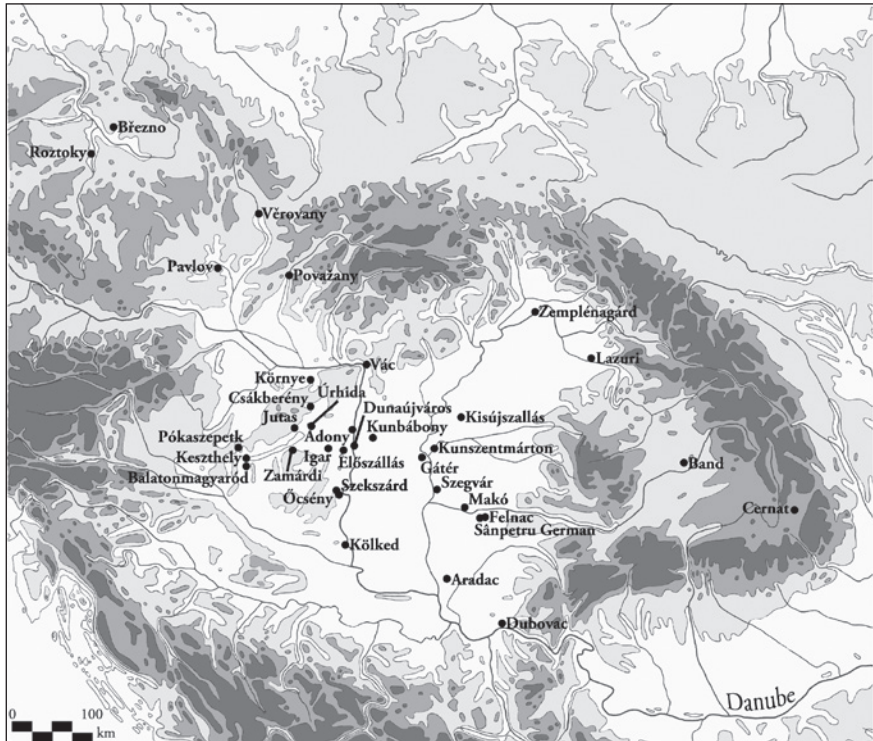 Březno
Roztoky
Věrovany
Pavlov
Považany
Zemplénagárd
Lazuri
Vác
Környe
Csákberény
Úrhida
Jutas
Dunaújváros
Kunbábony
Kisújszallás
Pókaszepetk
Adony
Keszthely
Igar
Előszállás
Kunszentmárton
Gátér
Balatonmagyaród
Zamárdi
Band
Szekszárd
Szegvár
Őcsény
Makó
Cernat
Felnac
Sânpetru German
Kölked
Aradac
Dubovac
Danube
0 100
km